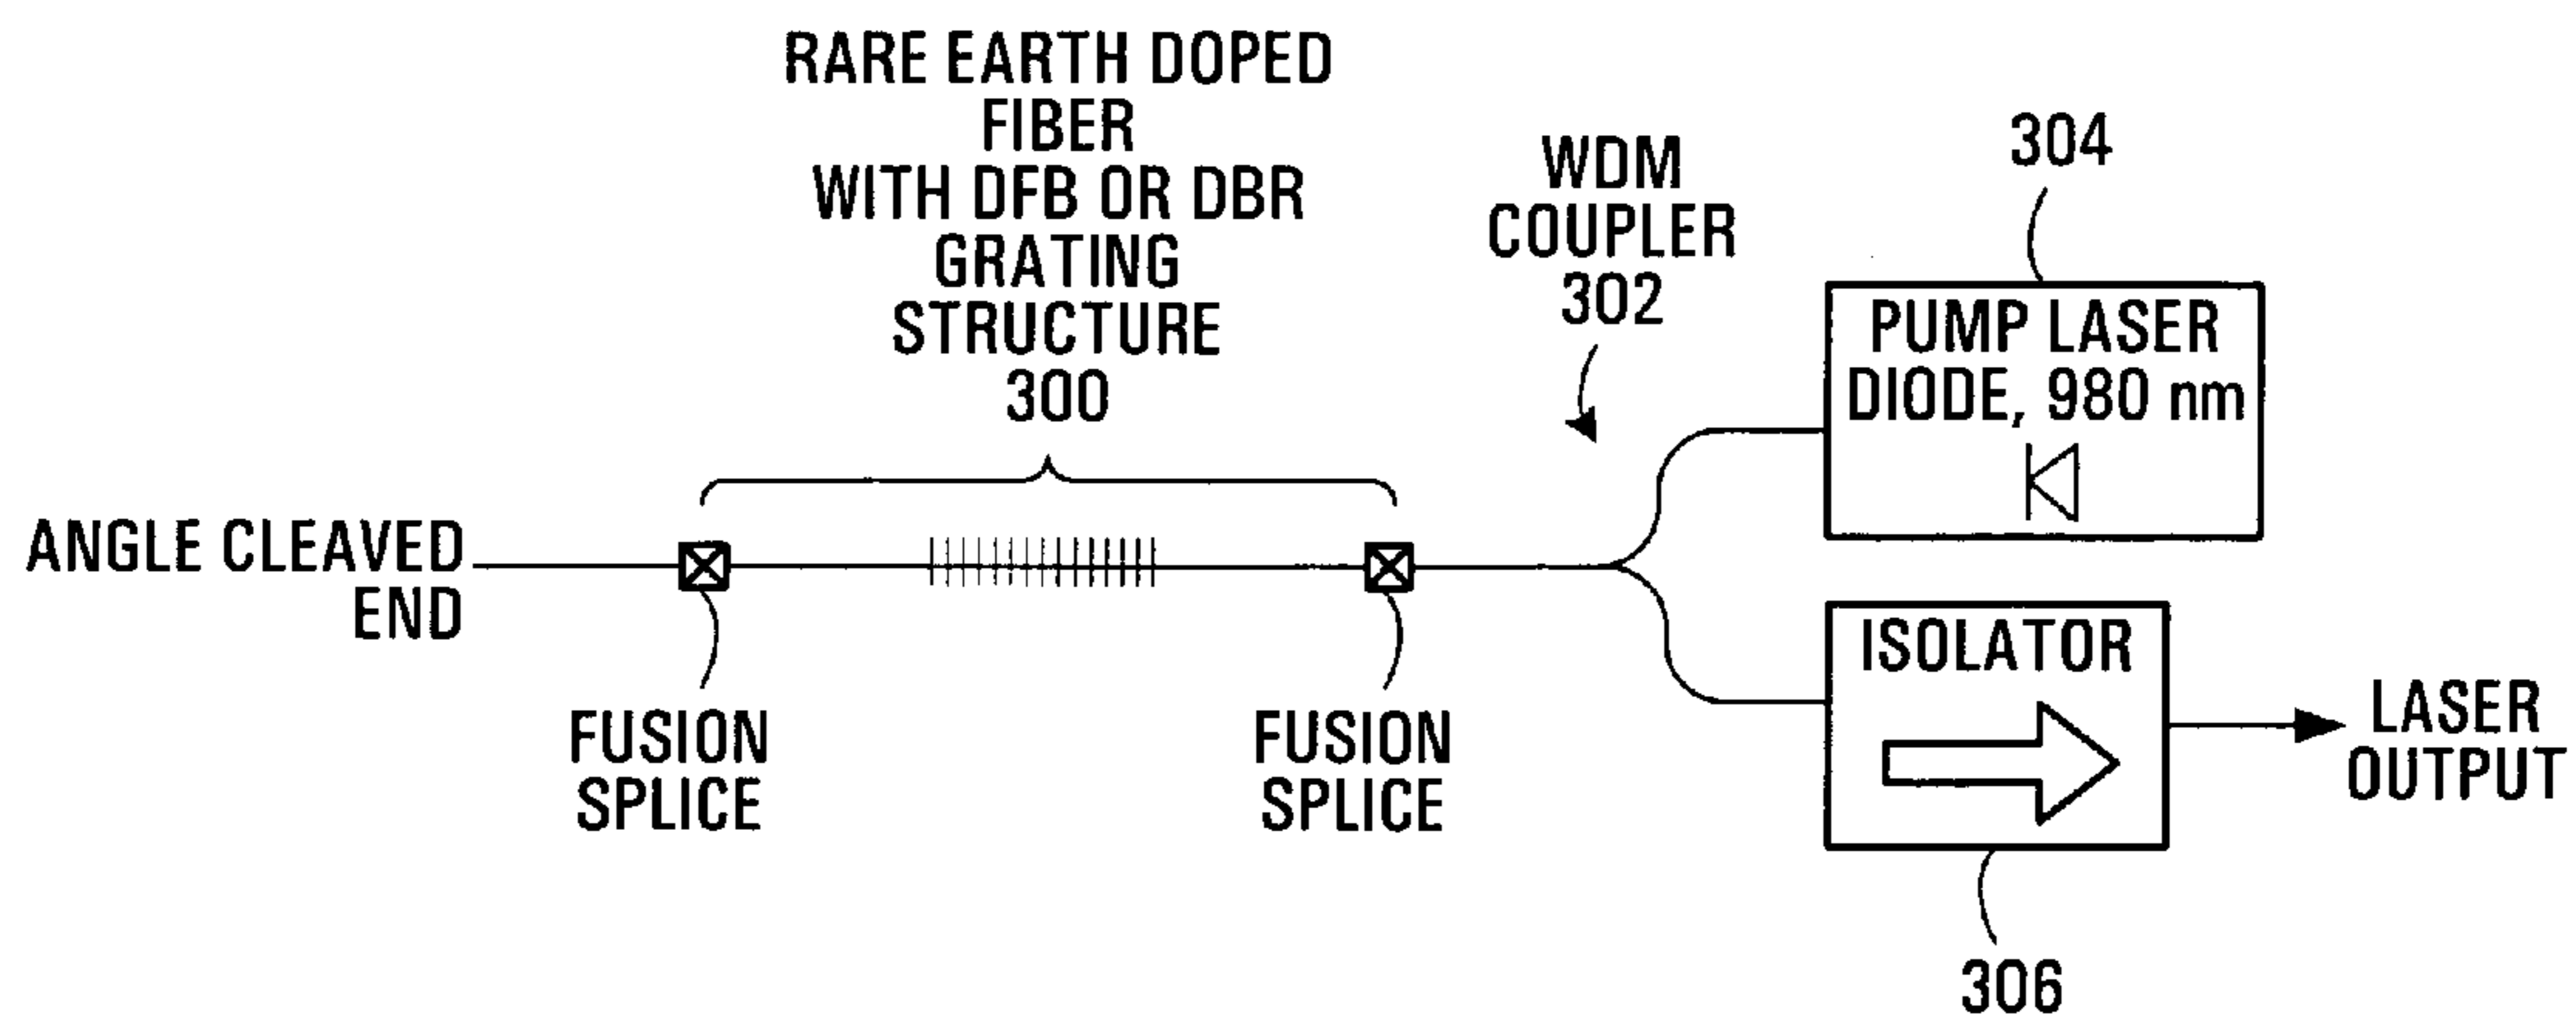 RARE EARTH DOPED
FIBER
WITH DFB OR DBR
GRATING
STRUCTURE
300
WDM
COUPLER
302
304
PUMP LASER
DIODE, 980 nm
ANGLE CLEAVED
END
FUSION
SPLICE
FUSION
SPLICE
ISOLATOR
LASER
OUTPUT
306